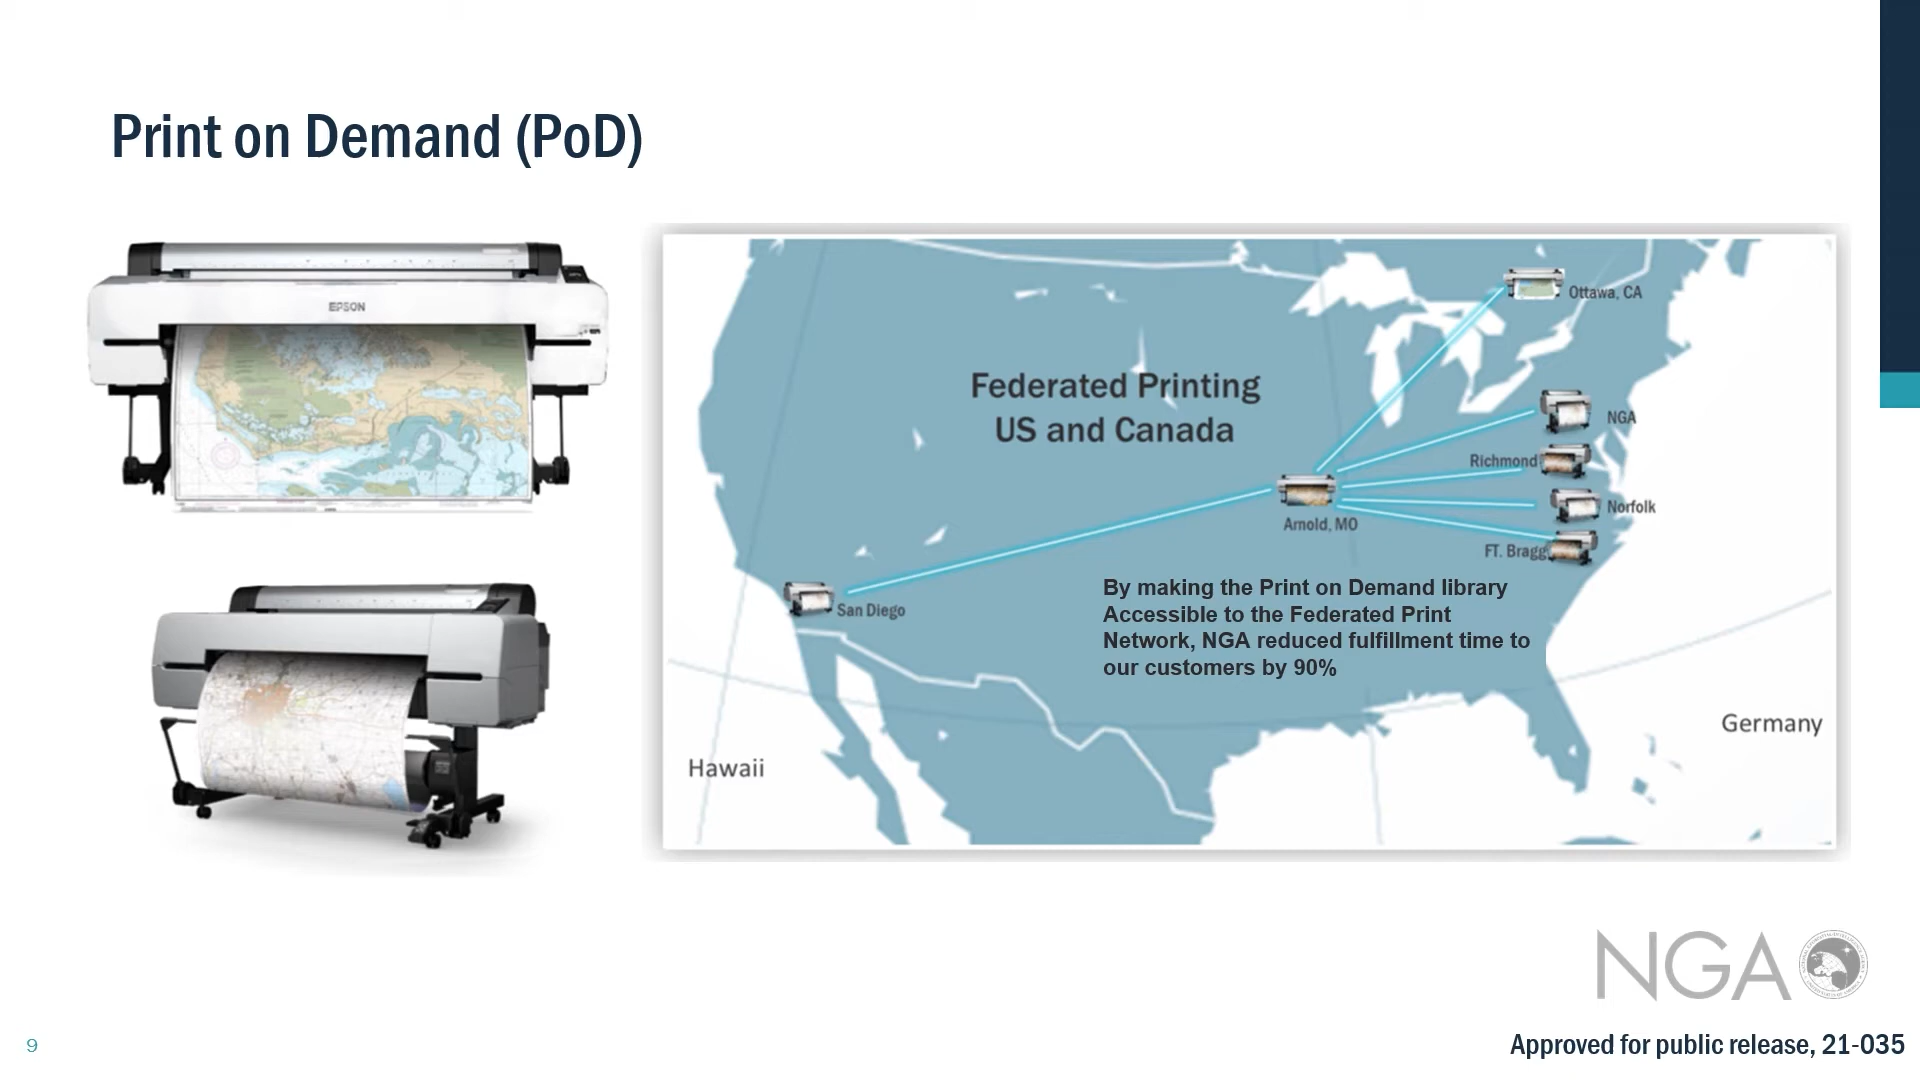 Print on Demand (PoD)
EPSON
Federated Printing
US and Canada
Ottawa, CA
NGA
Richmond
Norfolk
Arnold, MO
FT. Bragg
San Diego
By making the Print on Demand library
Accessible to the Federated Print
Network, NGA reduced fulfillment time to
our customers by 90%
Germany
Hawaii
NGA
9
Approved for public release, 21-035